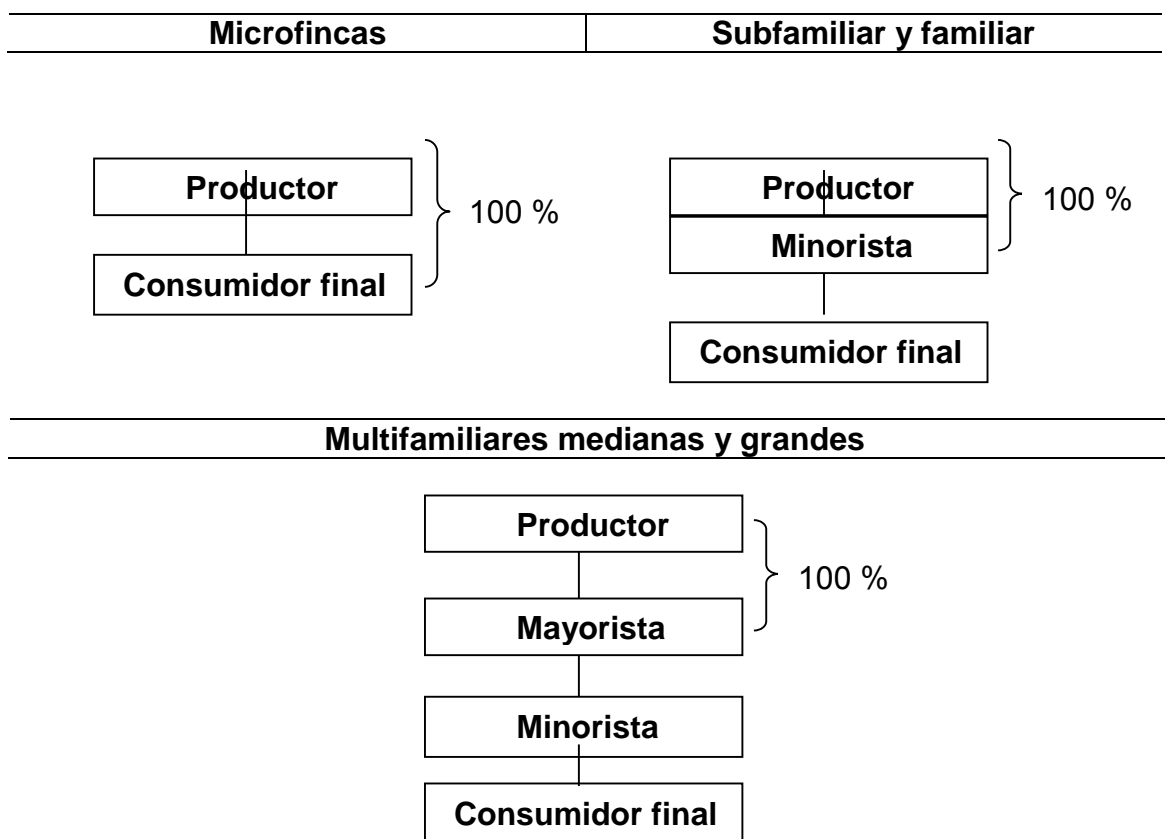 Microfincas
Subfamiliar y familiar
Productor
100 %
Consumidor final
Productor
100 %
Minorista
Consumidor final
Multifamiliares medianas y grandes
Productor
100 %
Mayorista
Minorista
Consumidor final